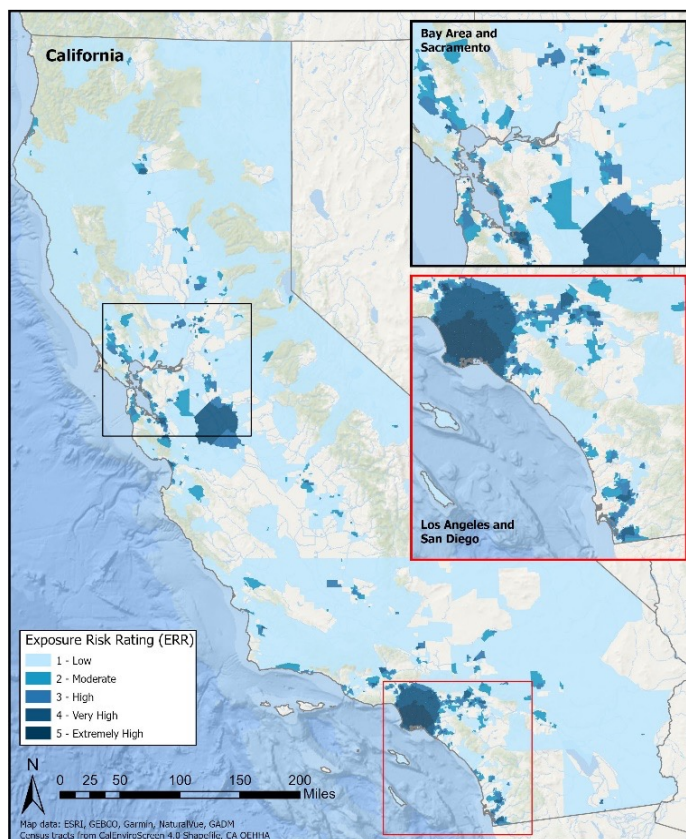 California
Bay Area and
Sacramento
Los Angeles and
San Diego
Exposure Risk Rating (ERR)
1 - Low
2 - Moderate
3 - High
4 - Very High
5 - Extremely High
N
0 50 100 150 200
Miles
Map data: ESRI, GEBCO, Garmin, NaturalVue, GADM
Census tracts from CalEnviroScreen 4.0 Shapefile, CA OEHHA